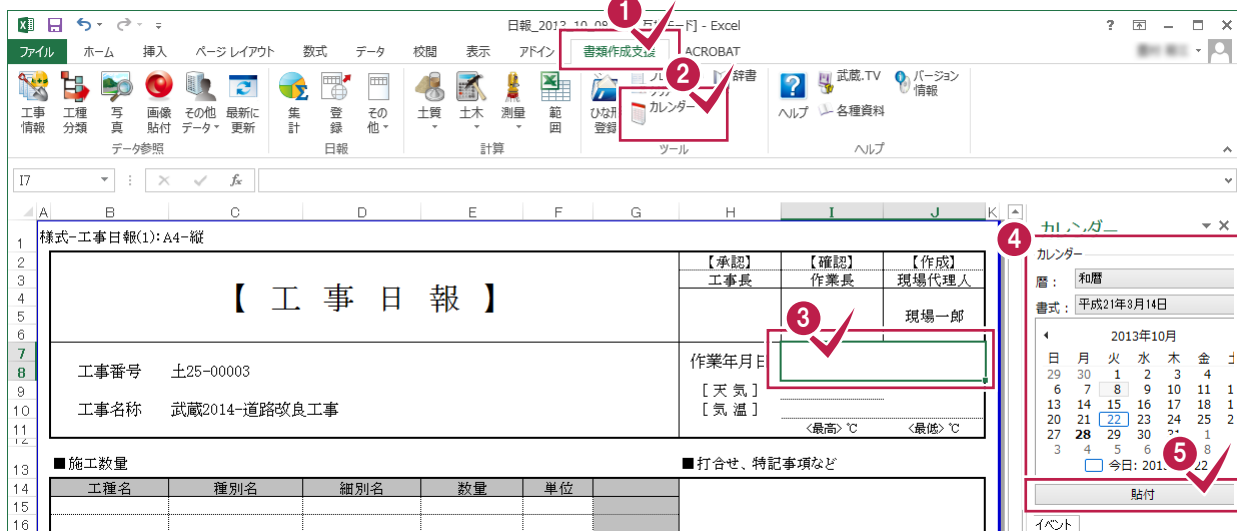 日報_2013_10_08
ード] - Excel
?
ファイル ホーム 挿入 ページレイアウト 数式 データ 校閲 表示 アドイン 書類作成支援 ACROBAT
1
2
工事情報
工種分類
写真
画像貼付
その他データ
最新に更新
データ参照
集計
登録
その他
日報
土質
土木
測量
範囲
計算
ひな形登録
辞書
カレンダー
ツール
ヘルプ
武蔵.TV
各種資料
バージョン情報
ヘルプ
I7 fx
A B C D E F G H I J K
1 様式-工事日報(1):A4-縦
2 【承認】 【確認】 【作成】
3 工事長 作業長 現場代理人
4 【 工 事 日 報 】
5 現場一郎
6
3
7 作業年月日
8 工事番号 土25-00003
9 [天気]
10 工事名称 武蔵2014-道路改良工事 [気温]
11 <最高>℃ <最低>℃
12
13 ■施工数量 ■打合せ、特記事項など
14 工種名 種別名 細別名 数量 単位
15
16
カレンダー
4
カレンダー
暦： 和暦
書式： 平成21年3月14日
2013年10月
日 月 火 水 木 金 土
29 30 1 2 3 4
6 7 8 9 10 11 1
13 14 15 16 17 18 1
20 21 22 23 24 25 2
27 28 29 30 31 1
3 4 5 6 8
5
今日: 201 22
貼付
イベント